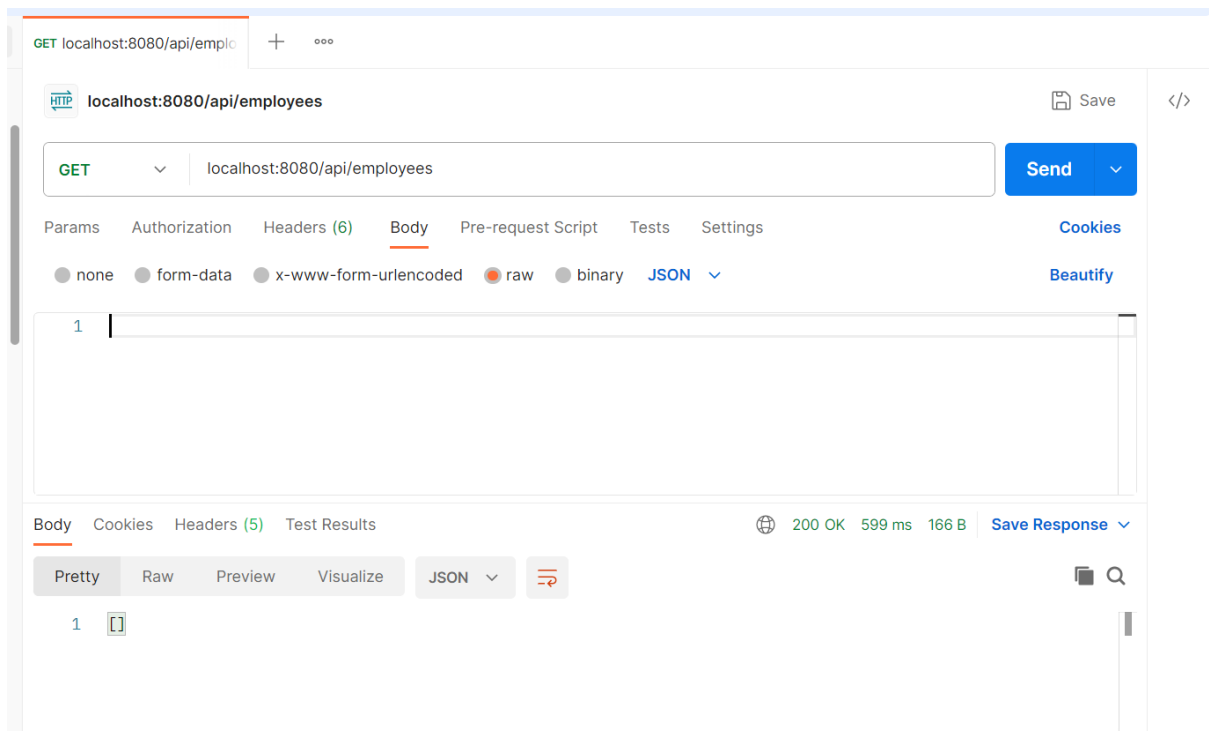 GET localhost:8080/api/emplo
HTTP localhost:8080/api/employees Save </>
GET localhost:8080/api/employees Send
Params Authorization Headers (6) Body Pre-request Script Tests Settings Cookies
none form-data x-www-form-urlencoded raw binary JSON Beautify
1
Body Cookies Headers (5) Test Results 200 OK 599 ms 166 B Save Response
Pretty Raw Preview Visualize JSON
1 []